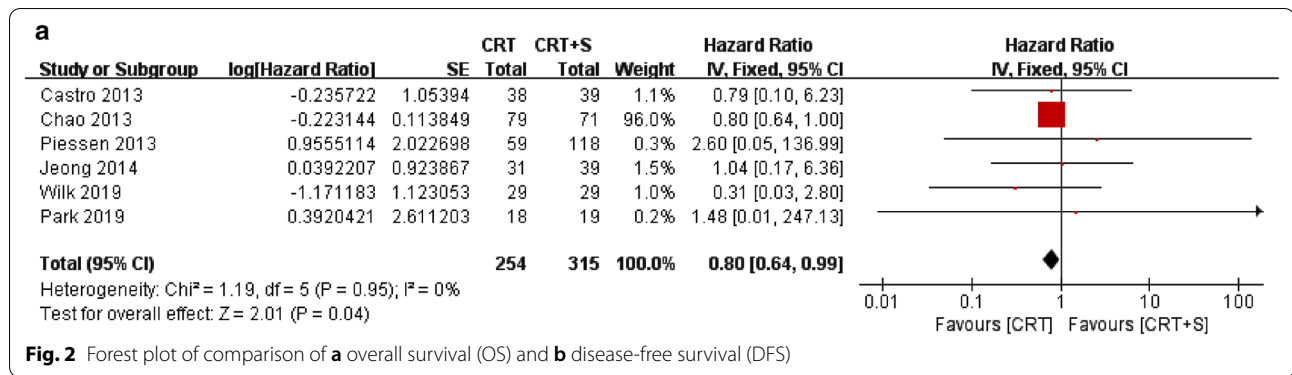 a
CRT CRT+S Hazard Ratio Hazard Ratio
Study or Subgroup log[Hazard Ratio] SE Total Total Weight IV, Fixed, 95% CI IV, Fixed, 95% CI
Castro 2013 -0.235722 1.05394 38 39 1.1% 0.79 [0.10, 6.23]
Chao 2013 -0.223144 0.113849 79 71 96.0% 0.80 [0.64, 1.00]
Piessen 2013 0.9555114 2.022698 59 118 0.3% 2.60 [0.05, 136.99]
Jeong 2014 0.0392207 0.923867 31 39 1.5% 1.04 [0.17, 6.36]
Wilk 2019 -1.171183 1.123053 29 29 1.0% 0.31 [0.03, 2.80]
Park 2019 0.3920421 2.611203 18 19 0.2% 1.48 [0.01, 247.13]
Total (95% CI) 254 315 100.0% 0.80 [0.64, 0.99]
Heterogeneity: Chi² = 1.19, df = 5 (P = 0.95); I² = 0%
Test for overall effect: Z = 2.01 (P = 0.04)
0.01 0.1 1 10 100
Favours [CRT] Favours [CRT+S]
Fig. 2 Forest plot of comparison of a overall survival (OS) and b disease-free survival (DFS)